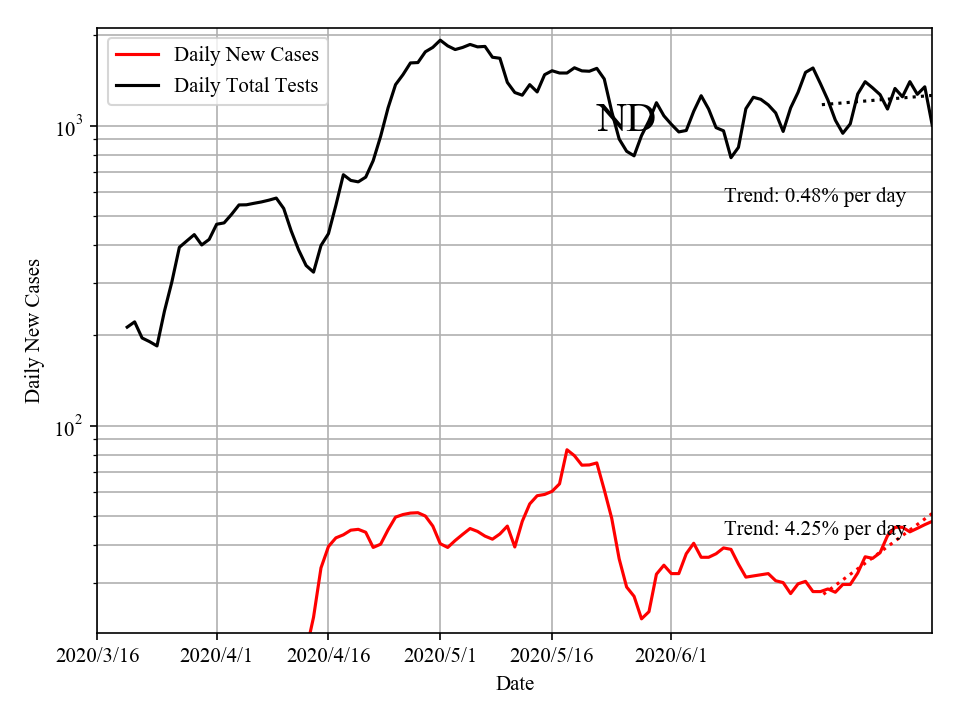 Daily New Cases
Daily Total Tests
ND
10^3
Trend: 0.48% per day
Daily New Cases
10^2
Trend: 4.25% per day
2020/3/16
2020/4/1
2020/4/16
2020/5/1
2020/5/16
2020/6/1
Date